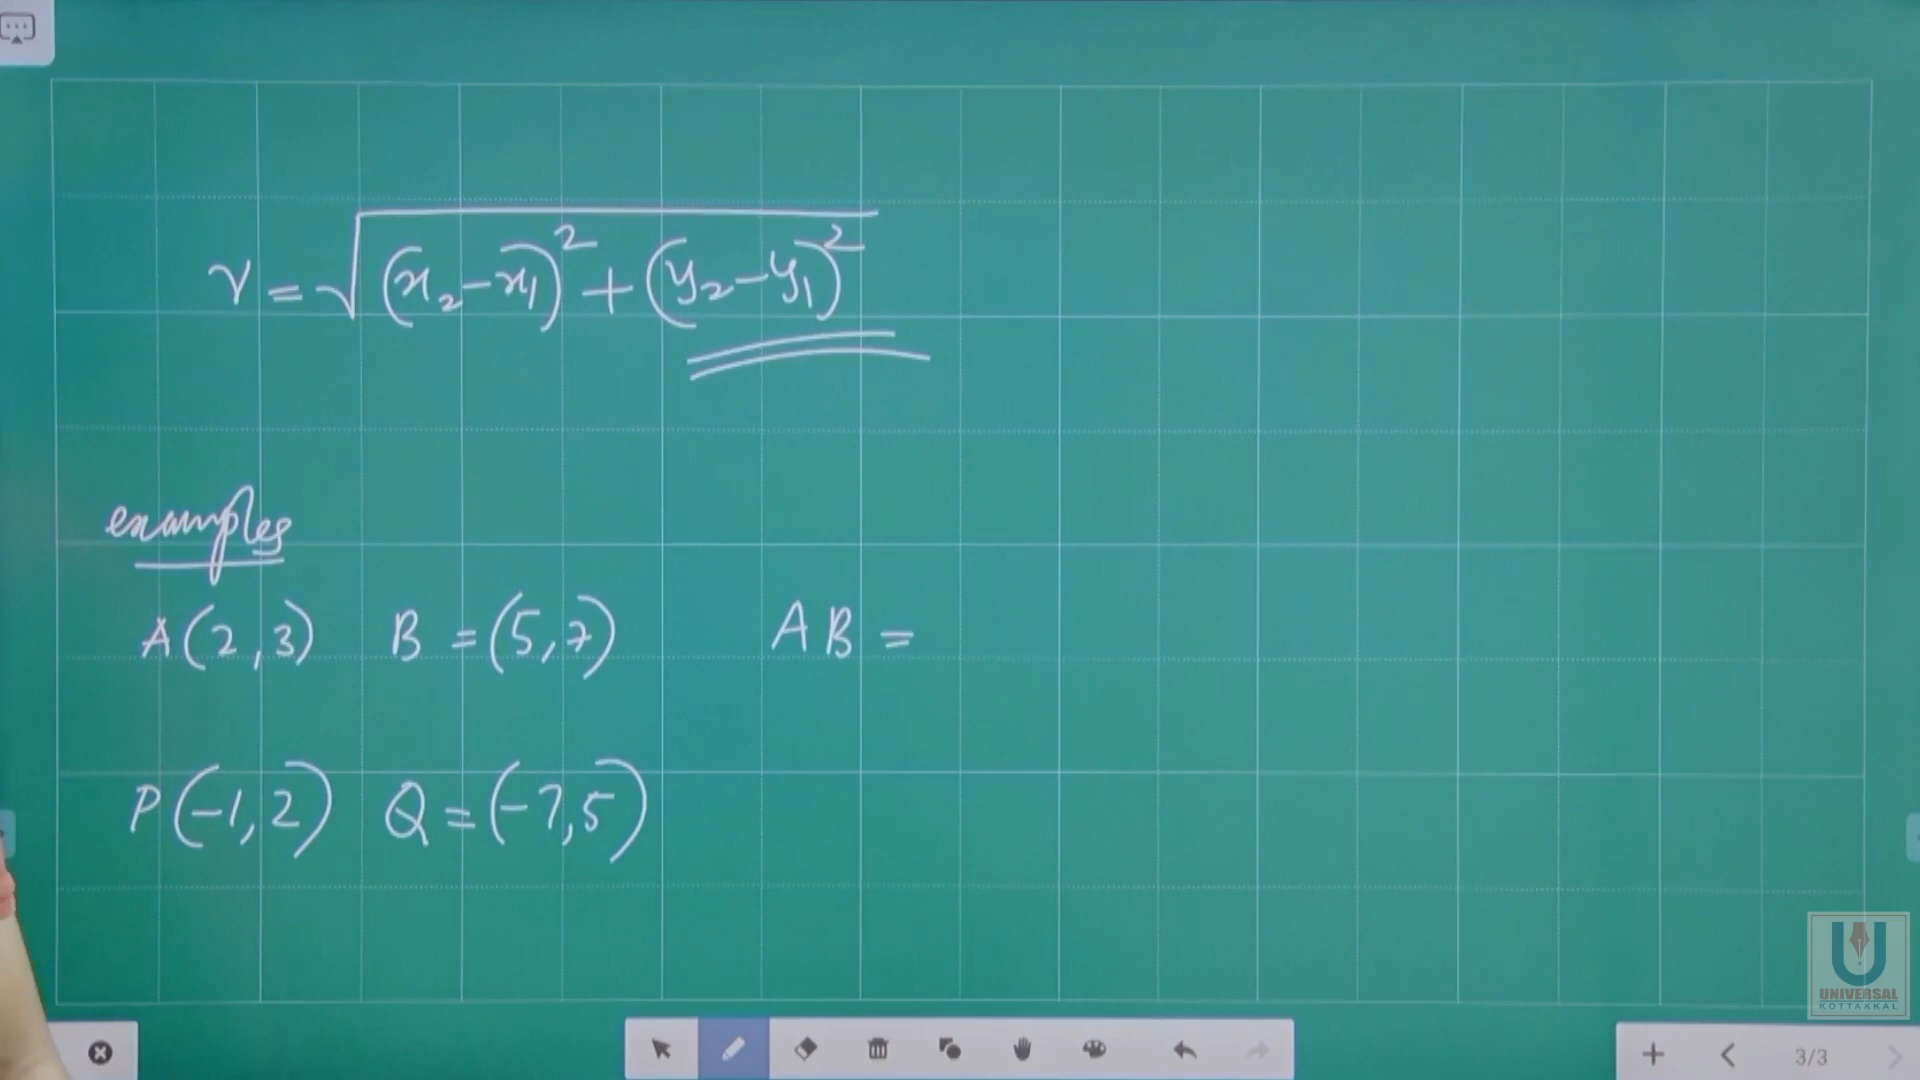 r = √(x₂-x₁)² + (y₂-y₁)²
examples
A(2,3) B = (5,7) AB =
P(-1,2) Q = (-7,5)
UNIVERSAL
KOTTAKKAL
3/3